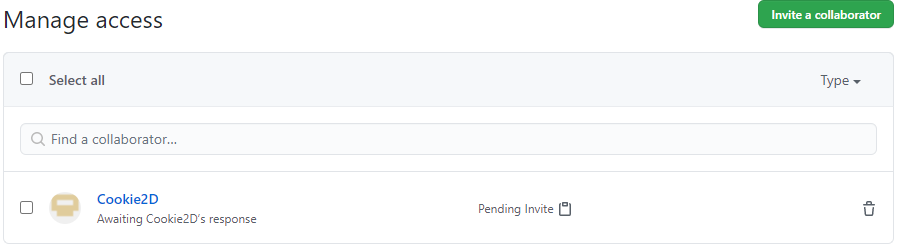 Manage access
Invite a collaborator
Select all
Type
Find a collaborator...
Cookie2D
Awaiting Cookie2D's response
Pending Invite